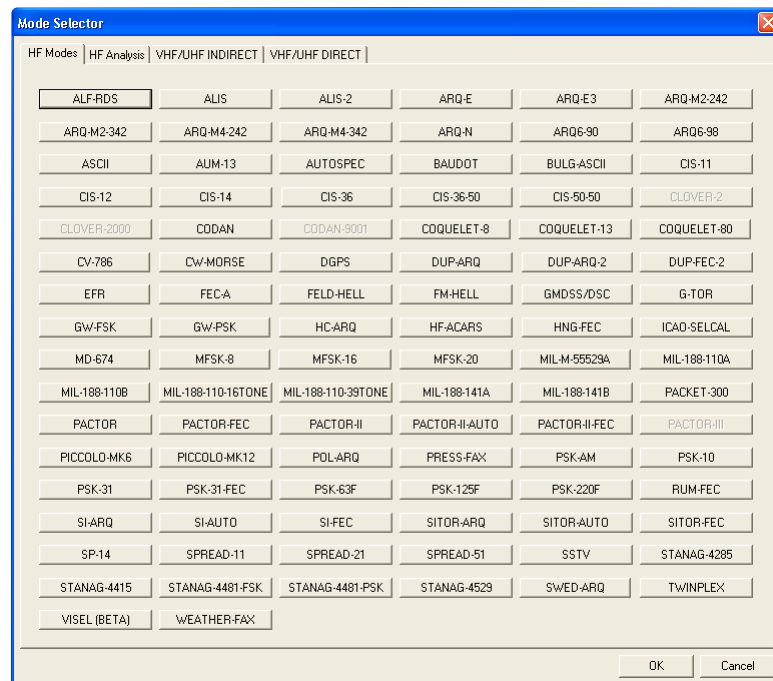 Mode Selector
HF Modes HF Analysis VHF/UHF INDIRECT VHF/UHF DIRECT
ALF-RDS ALIS ALIS-2 ARQ-E ARQ-E3 ARQ-M2-242
ARQ-M2-342 ARQ-M4-242 ARQ-M4-342 ARQ-N ARQ6-90 ARQ6-98
ASCII AUM-13 AUTOSPEC BAUDOT BULG-ASCII CIS-11
CIS-12 CIS-14 CIS-36 CIS-36-50 CIS-50-50 CLOVER-2
CLOVER-2000 CODAN CODAN-9001 COQUELET-8 COQUELET-13 COQUELET-80
CV-786 CW-MORSE DGPS DUP-ARQ DUP-ARQ-2 DUP-FEC-2
EFR FEC-A FELD-HELL FM-HELL GMDSS/DSC G-TOR
GW-FSK GW-PSK HC-ARQ HF-ACARS HNG-FEC ICAO-SELCAL
MD-674 MFSK-8 MFSK-16 MFSK-20 MIL-M-55529A MIL-188-110A
MIL-188-110B MIL-188-110-16TONE MIL-188-110-39TONE MIL-188-141A MIL-188-141B PACKET-300
PACTOR PACTOR-FEC PACTOR-II PACTOR-II-AUTO PACTOR-II-FEC PACTOR-III
PICCOLO-MK6 PICCOLO-MK12 POL-ARQ PRESS-FAX PSK-AM PSK-10
PSK-31 PSK-31-FEC PSK-63F PSK-125F PSK-220F RUM-FEC
SI-ARQ SI-AUTO SI-FEC SITOR-ARQ SITOR-AUTO SITOR-FEC
SP-14 SPREAD-11 SPREAD-21 SPREAD-51 SSTV STANAG-4285
STANAG-4415 STANAG-4481-FSK STANAG-4481-PSK STANAG-4529 SWED-ARQ TWINPLEX
VISEL (BETA) WEATHER-FAX
OK Cancel